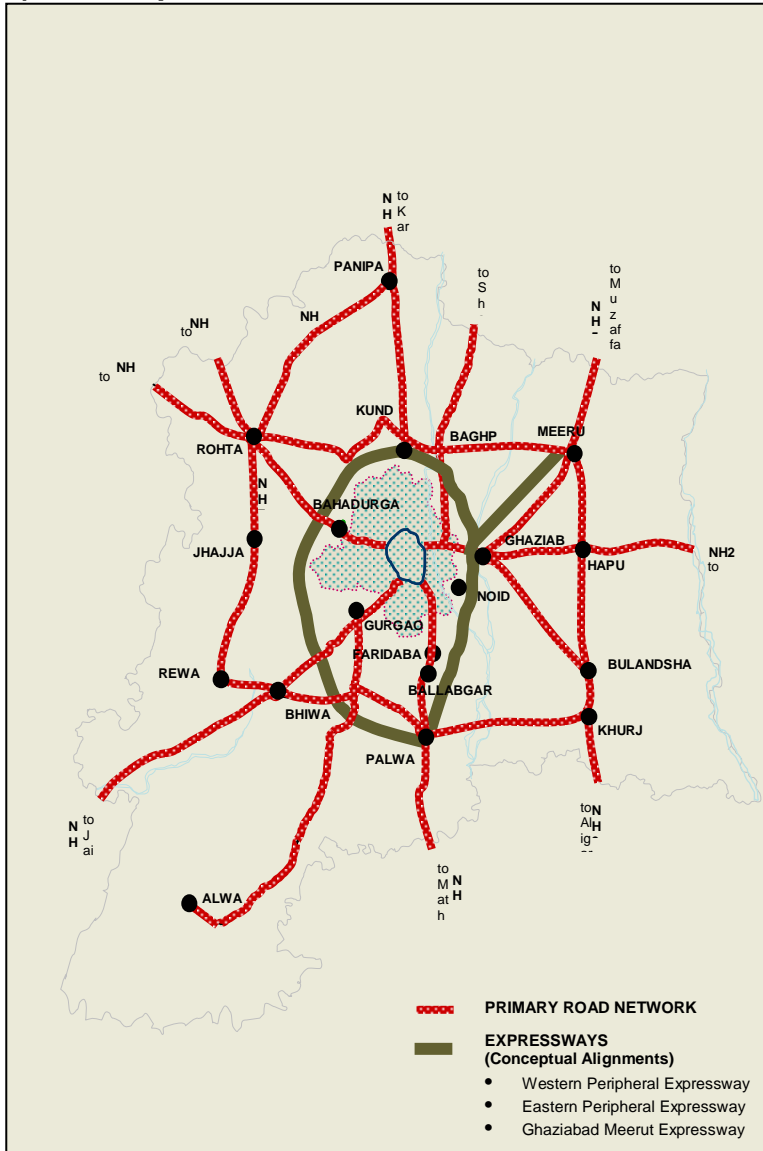 N
H
to
K
ar
PANIPA
to
S
h
to
M
u
z
af
fa
NH
NH
to
NH
to
NH
KUND
BAGHP
MEERU
ROHTA
NH
BAHADURGA
JHAJJA
GHAZIAB
HAPU
NH2
to
NOID
GURGAO
FARIDABA
REWA
BALLABGAR
BULANDSHA
BHIWA
KHURJ
PALWA
N
H
to
J
ai
to
Al
ig
NH
to
M
at
h
N
H
ALWA
PRIMARY ROAD NETWORK
EXPRESSWAYS
(Conceptual Alignments)
• Western Peripheral Expressway
• Eastern Peripheral Expressway
• Ghaziabad Meerut Expressway